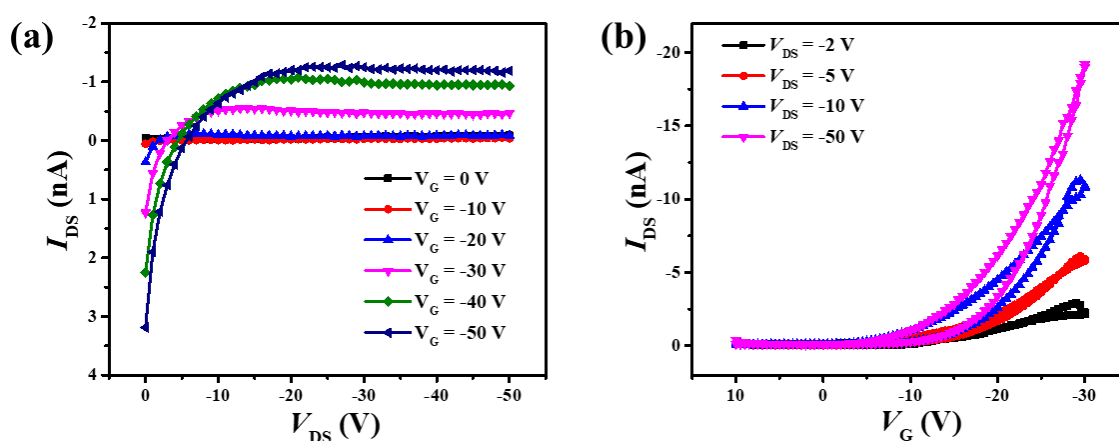 (a)
-2
-1
0
1
2
3
4
I_DS (nA)
0
-10
-20
-30
-40
-50
V_DS (V)
V_G = 0 V
V_G = -10 V
V_G = -20 V
V_G = -30 V
V_G = -40 V
V_G = -50 V
(b)
-20
-15
-10
-5
0
I_DS (nA)
10
0
-10
-20
-30
V_G (V)
V_DS = -2 V
V_DS = -5 V
V_DS = -10 V
V_DS = -50 V